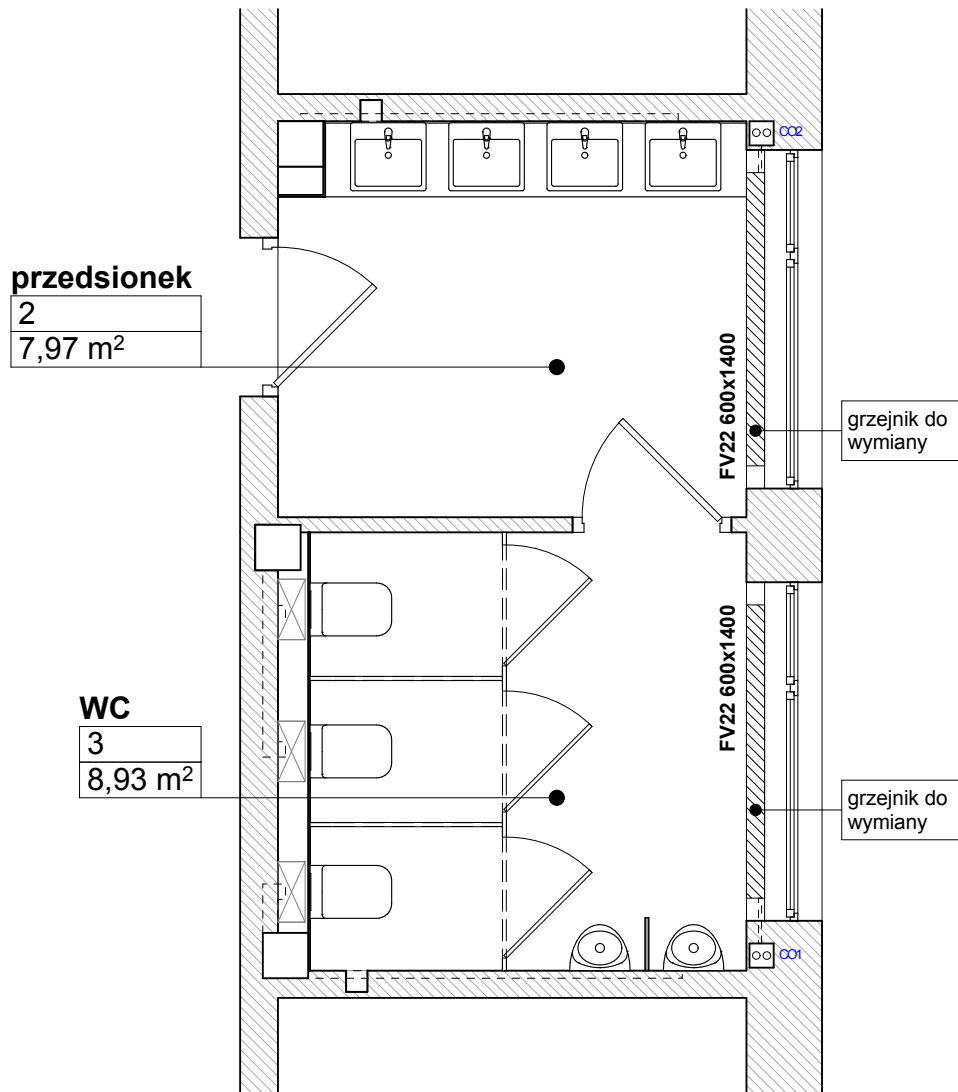 CO2
przedsionek
2
7,97 m²
FV22 600x1400
grzejnik do
wymiany
WC
3
8,93 m²
FV22 600x1400
grzejnik do
wymiany
CO1